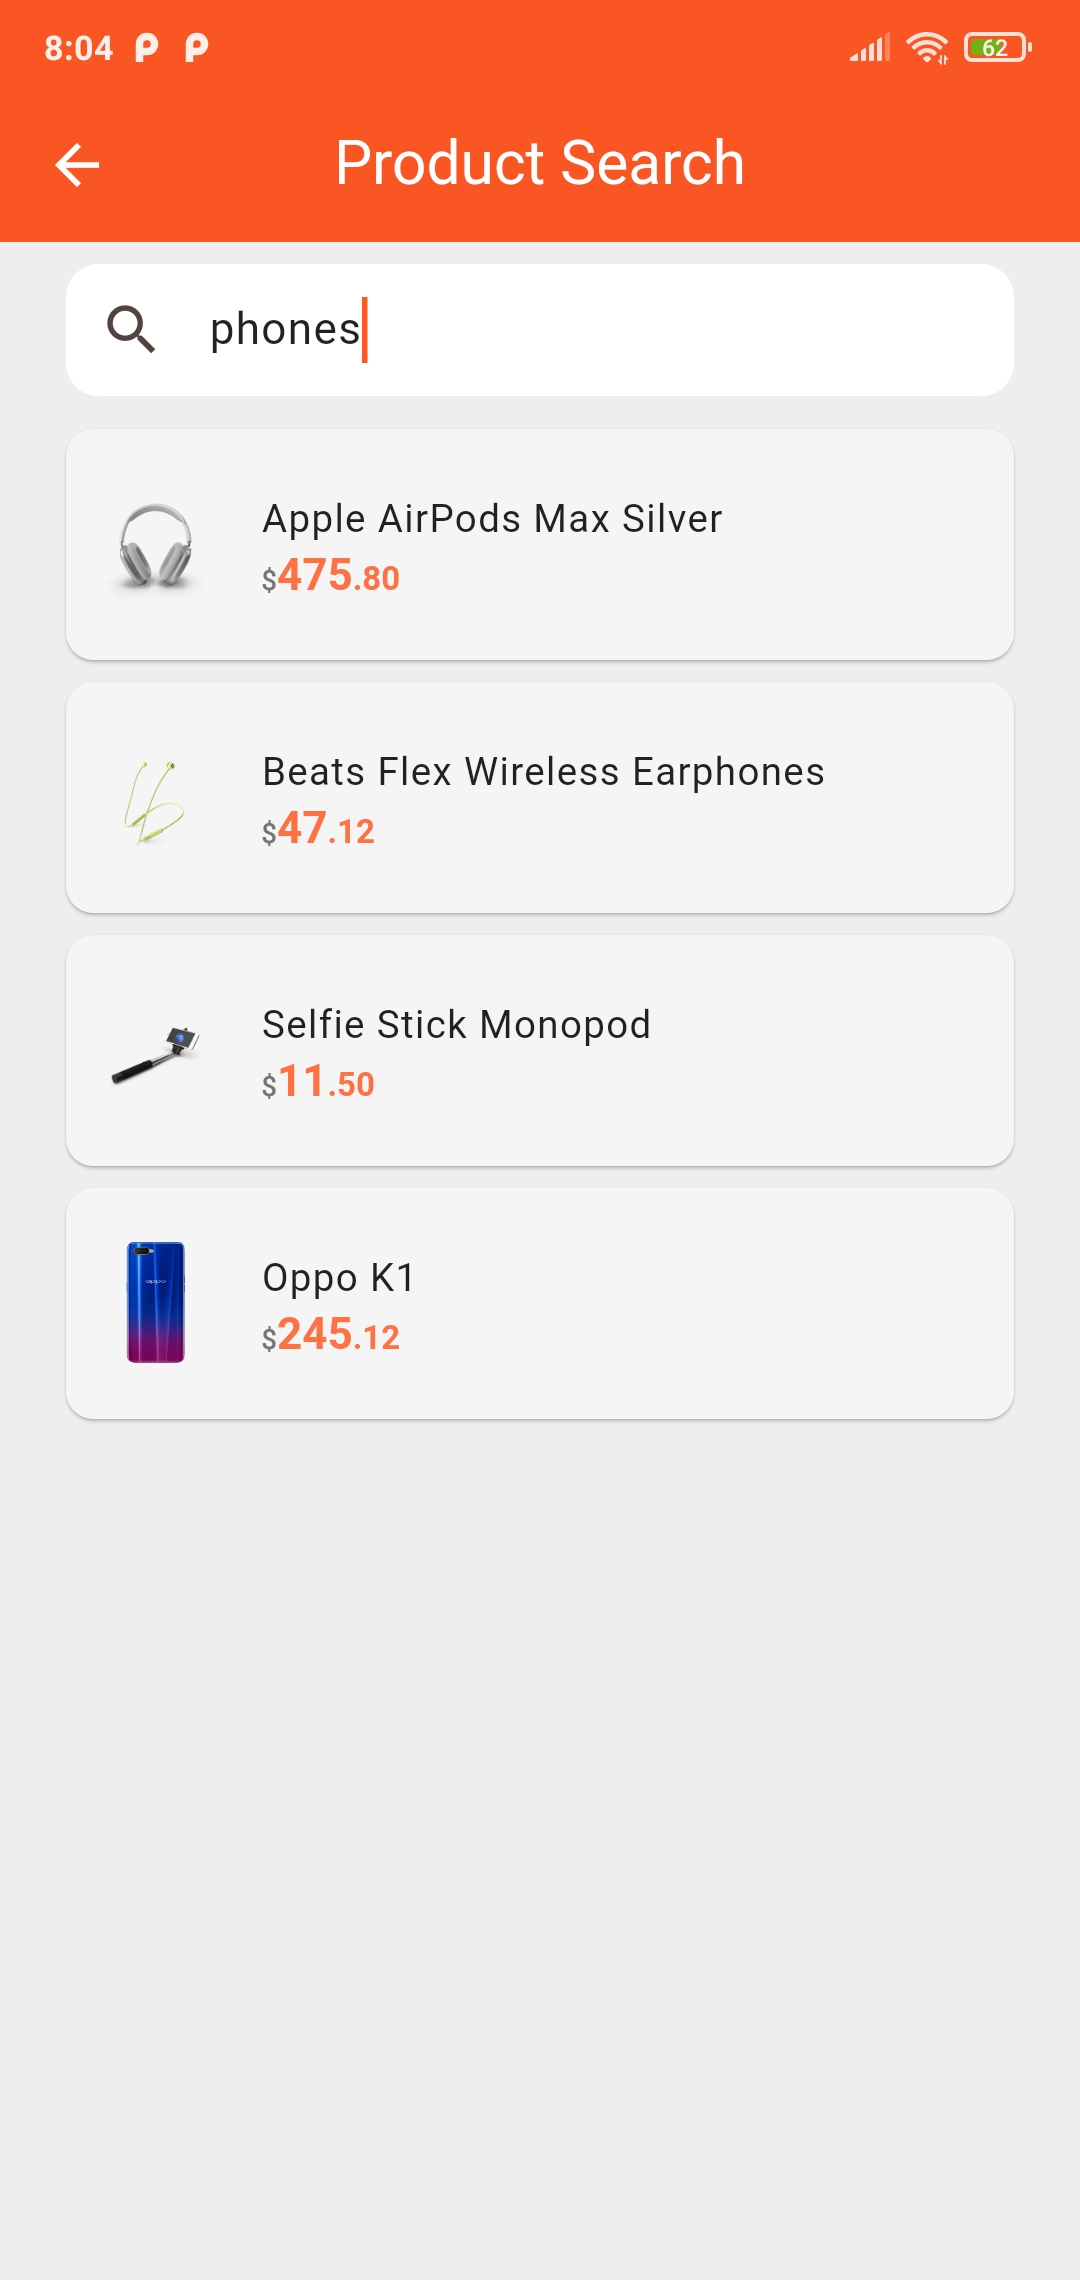 8:04
62
Product Search
phones
Apple AirPods Max Silver
$475.80
Beats Flex Wireless Earphones
$47.12
Selfie Stick Monopod
$11.50
oppo
Oppo K1
$245.12